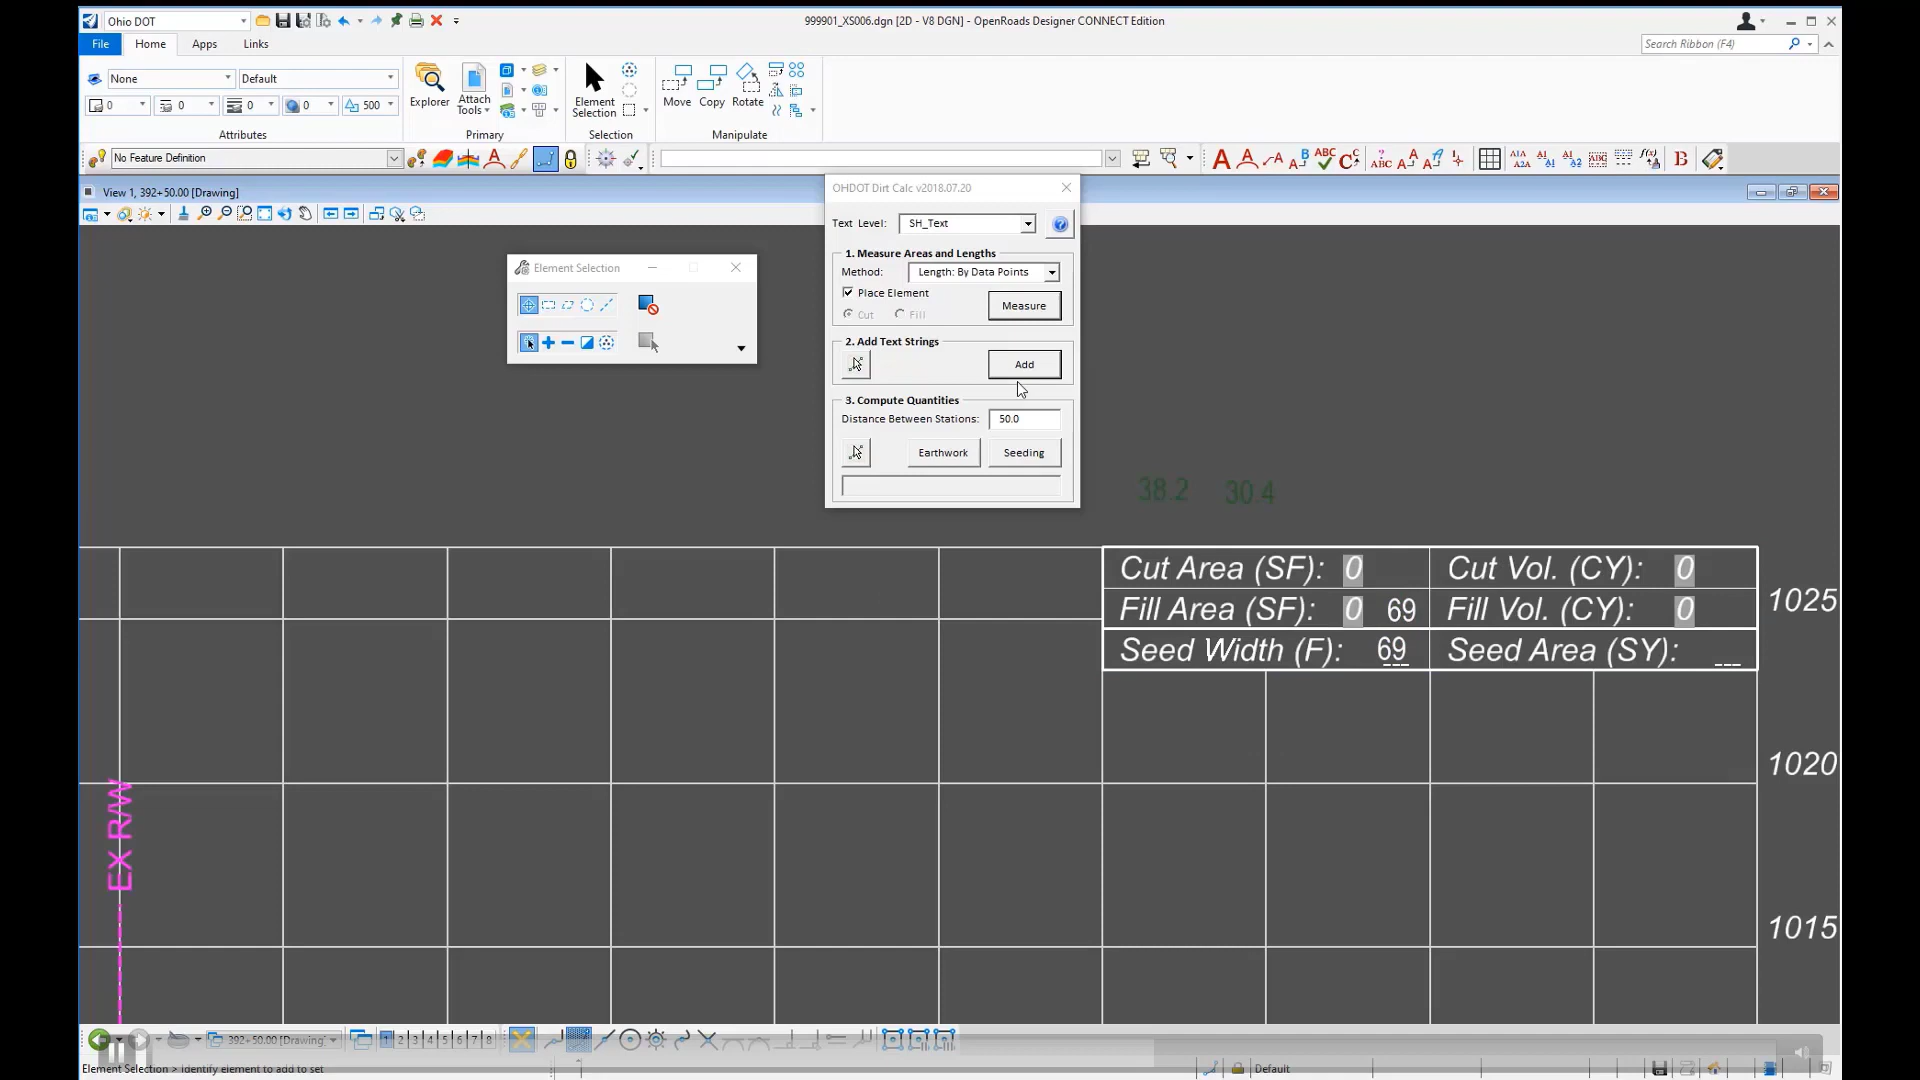 Ohio DOT
999901_XS006.dgn [2D - V8 DGN] - OpenRoads Designer CONNECT Edition
File Home Apps Links
Search Ribbon (F4)
None Default
0 0 0 0 500
Explorer Attach Tools Element Selection Move Copy Rotate
Attributes Primary Selection Manipulate
No Feature Definition
View 1, 392+50.00 [Drawing]
OHDOT Dirt Calc v2018.07.20
Text Level: SH_Text
1. Measure Areas and Lengths
Method: Length: By Data Points
Place Element
Cut Fill
Measure
2. Add Text Strings
Add
3. Compute Quantities
Distance Between Stations: 50.0
Earthwork Seeding
Element Selection
38.2 30.4
Cut Area (SF): 0 Cut Vol. (CY): 0
Fill Area (SF): 0 69 Fill Vol. (CY): 0
Seed Width (F): 69 Seed Area (SY): ___
1025
1020
1015
EX R/W
392+50.00 [Drawing]
1 2 3 4 5 6 7 8
Element Selection > Identify element to add to set
Default